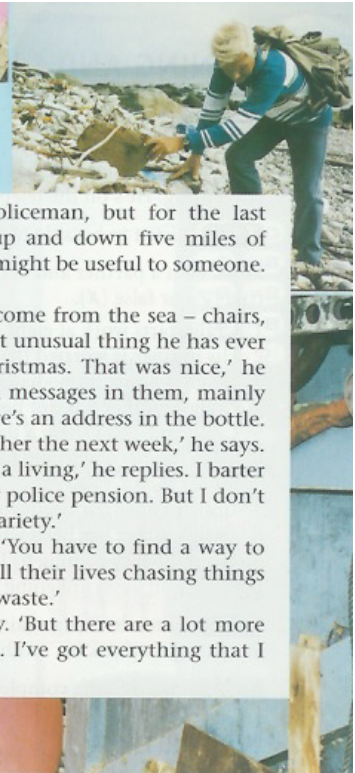 oliceman, but for the last
up and down five miles of
might be useful to someone.
come from the sea – chairs,
t unusual thing he has ever
ristmas. That was nice,’ he
messages in them, mainly
re’s an address in the bottle.
her the next week,’ he says.
a living,’ he replies. I barter
police pension. But I don’t
ariety.’
‘You have to find a way to
ll their lives chasing things
waste.’
y. ‘But there are a lot more
. I’ve got everything that I